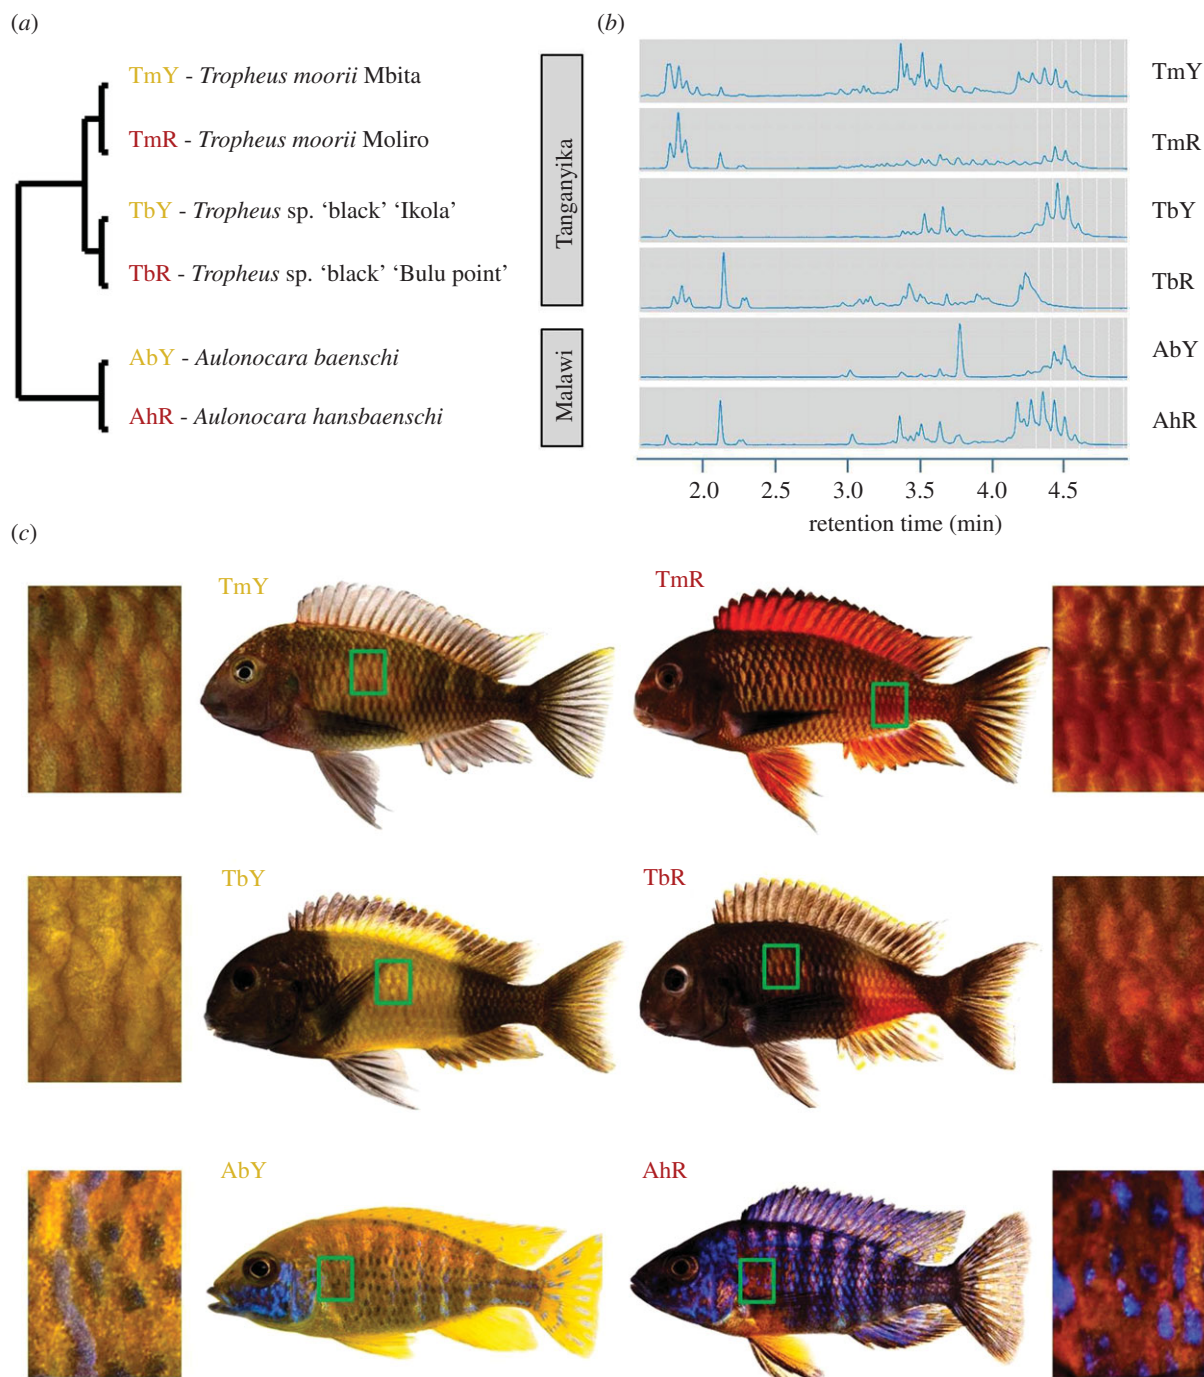 (a)
TmY - Tropheus moorii Mbita
TmR - Tropheus moorii Moliro
TbY - Tropheus sp. ‘black’ ‘Ikola’
TbR - Tropheus sp. ‘black’ ‘Bulu point’
AbY - Aulonocara baenschi
AhR - Aulonocara hansbaenschi
Tanganyika
Malawi
(b)
TmY
TmR
TbY
TbR
AbY
AhR
2.0 2.5 3.0 3.5 4.0 4.5
retention time (min)
(c)
TmY
TmR
TbY
TbR
AbY
AhR